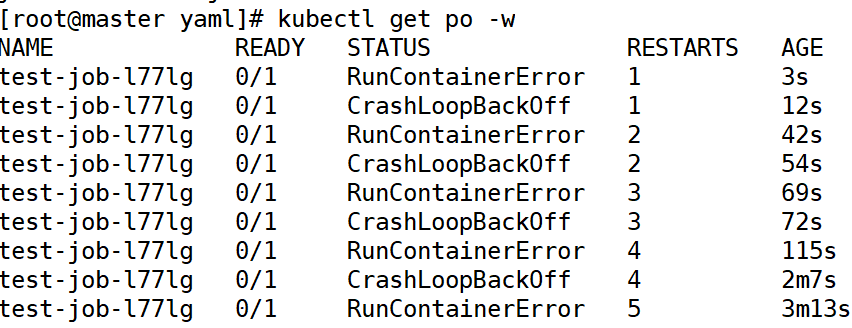 [root@master yaml]# kubectl get po -w
NAME READY STATUS RESTARTS AGE
test-job-l77lg 0/1 RunContainerError 1 3s
test-job-l77lg 0/1 CrashLoopBackOff 1 12s
test-job-l77lg 0/1 RunContainerError 2 42s
test-job-l77lg 0/1 CrashLoopBackOff 2 54s
test-job-l77lg 0/1 RunContainerError 3 69s
test-job-l77lg 0/1 CrashLoopBackOff 3 72s
test-job-l77lg 0/1 RunContainerError 4 115s
test-job-l77lg 0/1 CrashLoopBackOff 4 2m7s
test-job-l77lg 0/1 RunContainerError 5 3m13s